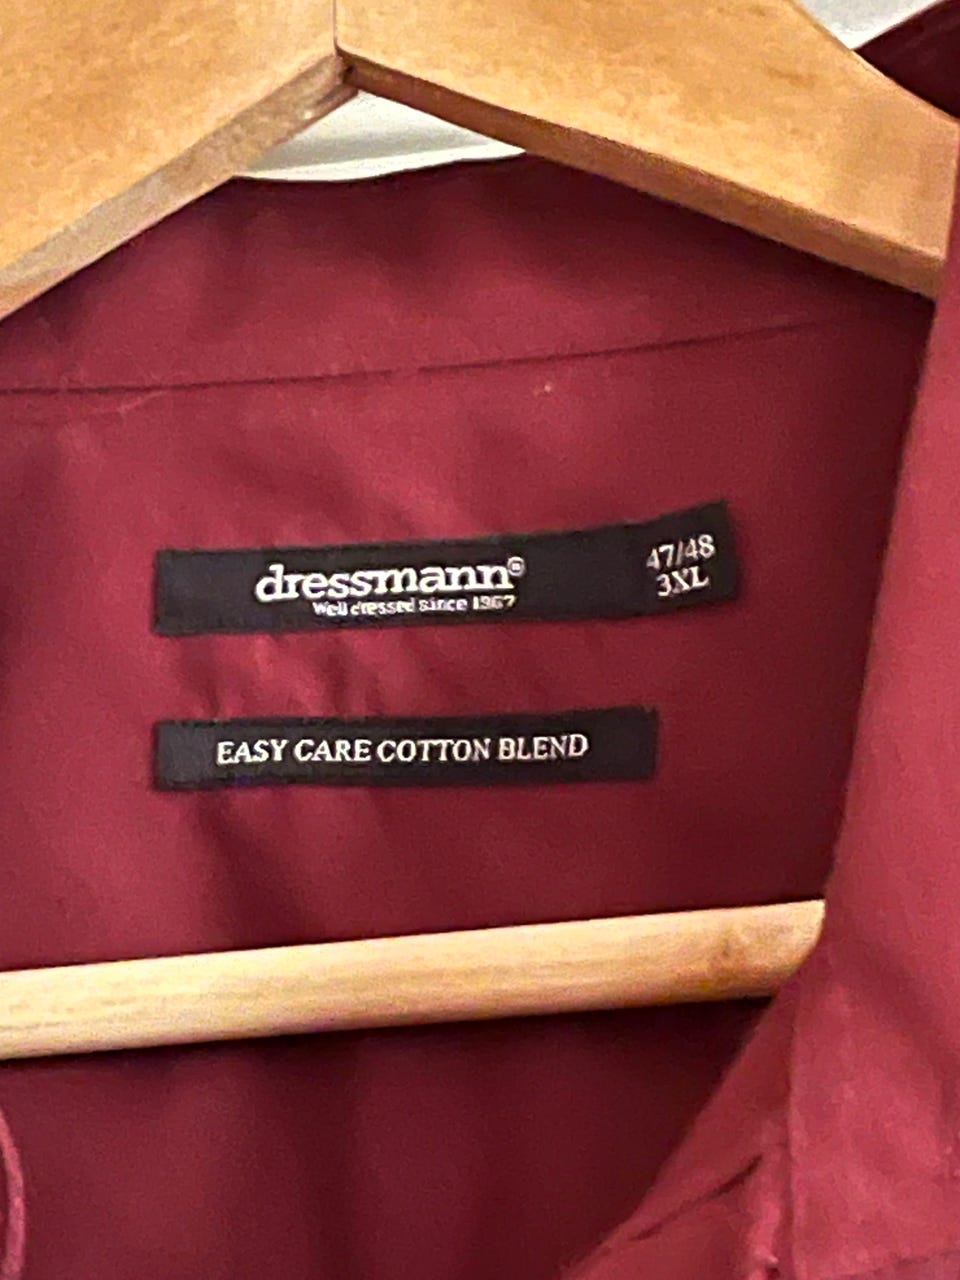 dressmann®
Well dressed since 1967
47/48
3XL
EASY CARE COTTON BLEND